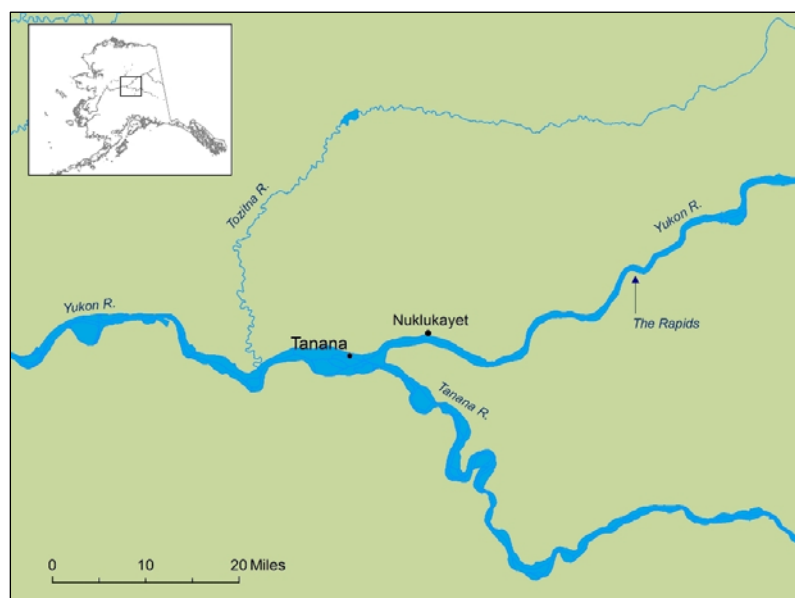 Tozitna R.
Yukon R.
Yukon R.
The Rapids
Nuklukayet
Tanana
Tanana R.
0 10 20 Miles